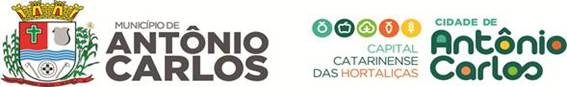 MUNICÍPIO DE
ANTÔNIO
CARLOS
CAPITAL
CATARINENSE
DAS HORTALIÇAS
CIDADE DE
Antônio
Carlos